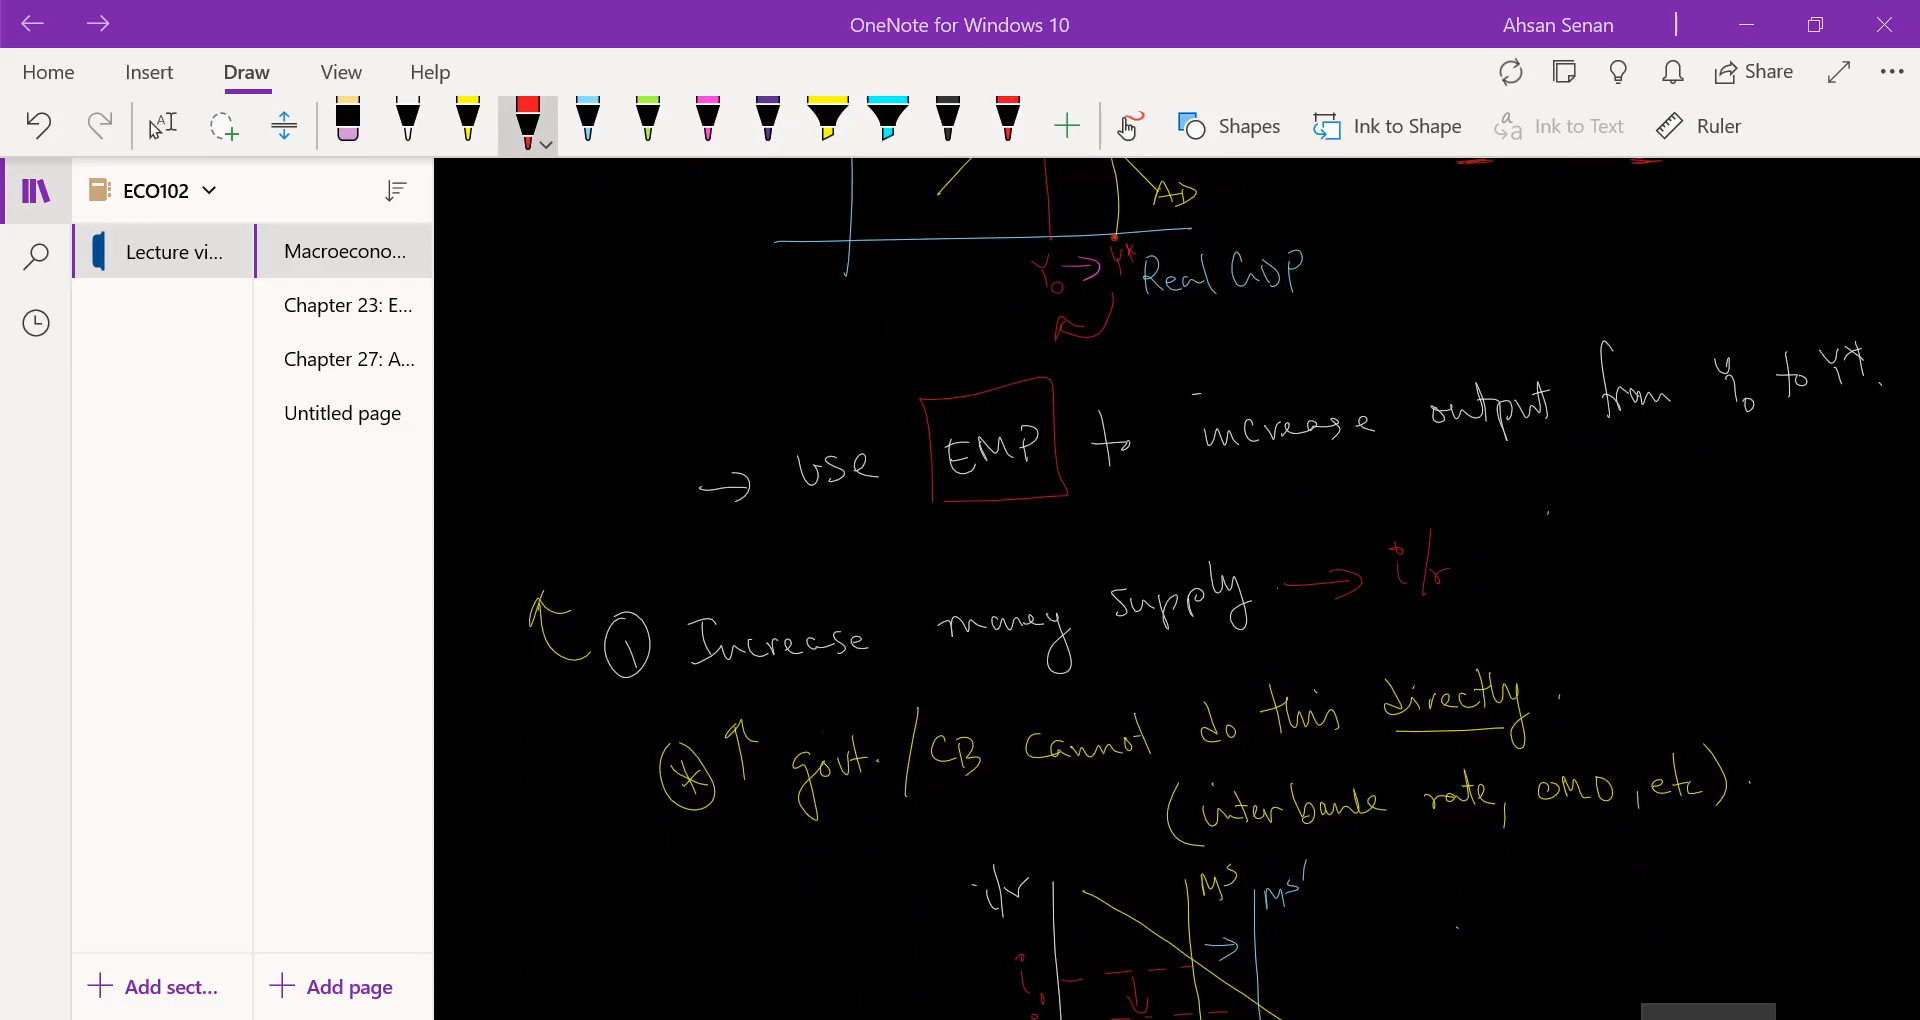 OneNote for Windows 10
Ahsan Senan
Home Insert Draw View Help
Share
Shapes Ink to Shape Ink to Text Ruler
ECO102
Lecture vi...
Macroecono...
Chapter 23: E...
Chapter 27: A...
Untitled page
Add sect...
Add page
AD
Y₀ → Y* Real GDP
→ use EMP to increase output from Y₀ to Y*.
① Increase money supply → i/r
* ↑ govt. / CB cannot do this directly.
(interbank rate, OMO, etc).
i/r MS MS'
→
i₀